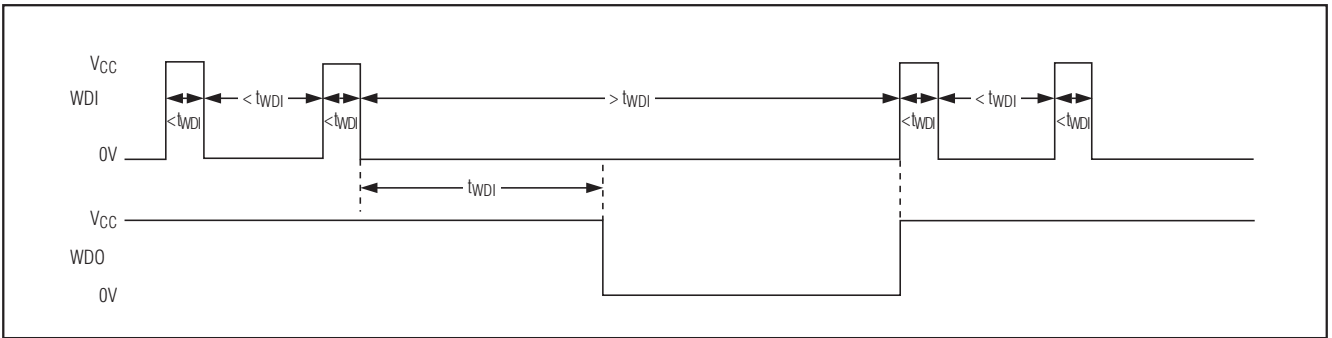 VCC
WDI < tWDI > tWDI < tWDI
<tWDI <tWDI <tWDI <tWDI
0V
tWDI
VCC
WDO
0V